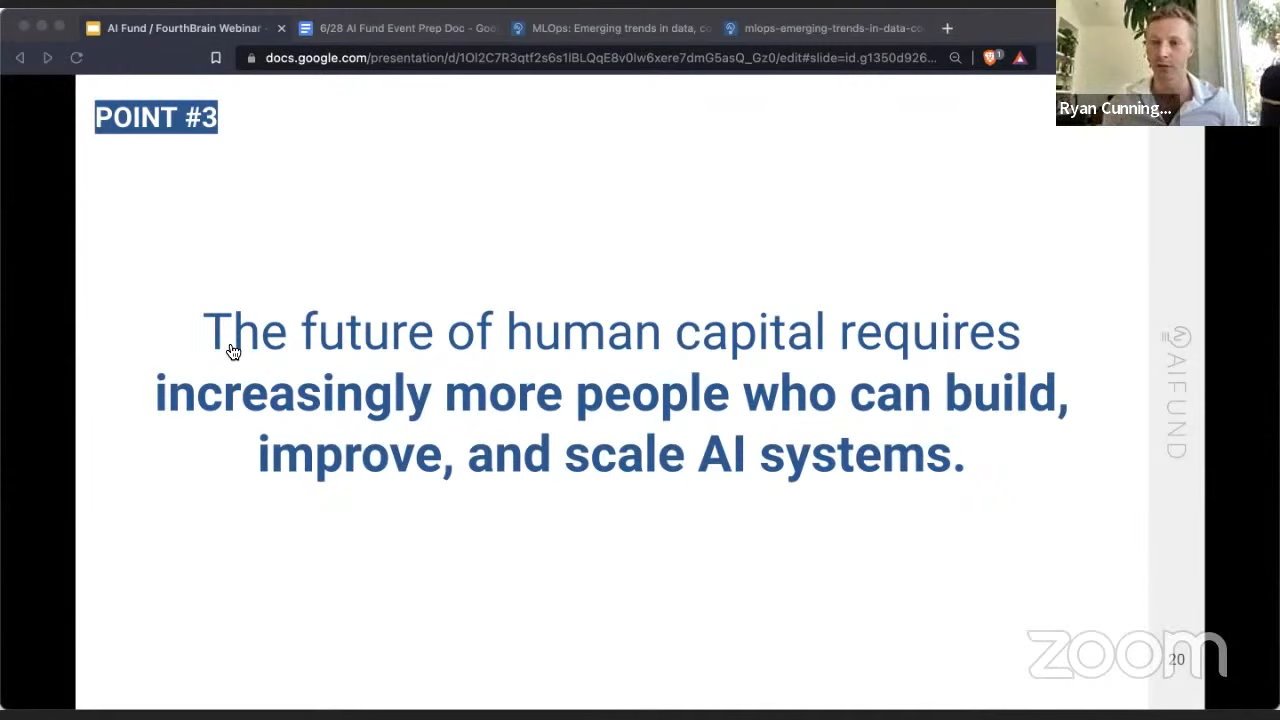 AI Fund / FourthBrain Webinar -
6/28 AI Fund Event Prep Doc - Goo
MLOps: Emerging trends in data, co
mlops-emerging-trends-in-data-co
docs.google.com/presentation/d/1OI2C7R3qtf2s6s1lBLQqE8v0lw6xere7dmG5asQ_Gz0/edit#slide=id.g1350d926...
1
Ryan Cunning...
POINT #3
The future of human capital requires
increasingly more people who can build,
improve, and scale AI systems.
AIFUND
zoom
20